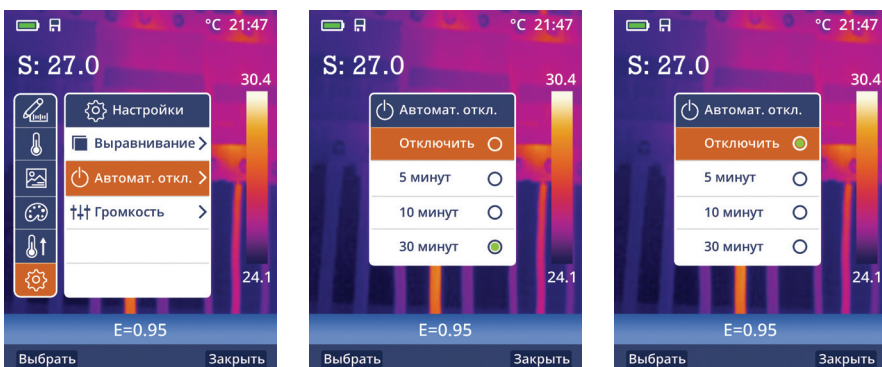 °C 21:47
S: 27.0
30.4
Настройки
Выравнивание
Автомат. откл.
Громкость
24.1
E=0.95
Выбрать Закрыть
°C 21:47
S: 27.0
30.4
Автомат. откл.
Отключить
5 минут
10 минут
30 минут
24.1
E=0.95
Выбрать Закрыть
°C 21:47
S: 27.0
30.4
Автомат. откл.
Отключить
5 минут
10 минут
30 минут
24.1
E=0.95
Выбрать Закрыть